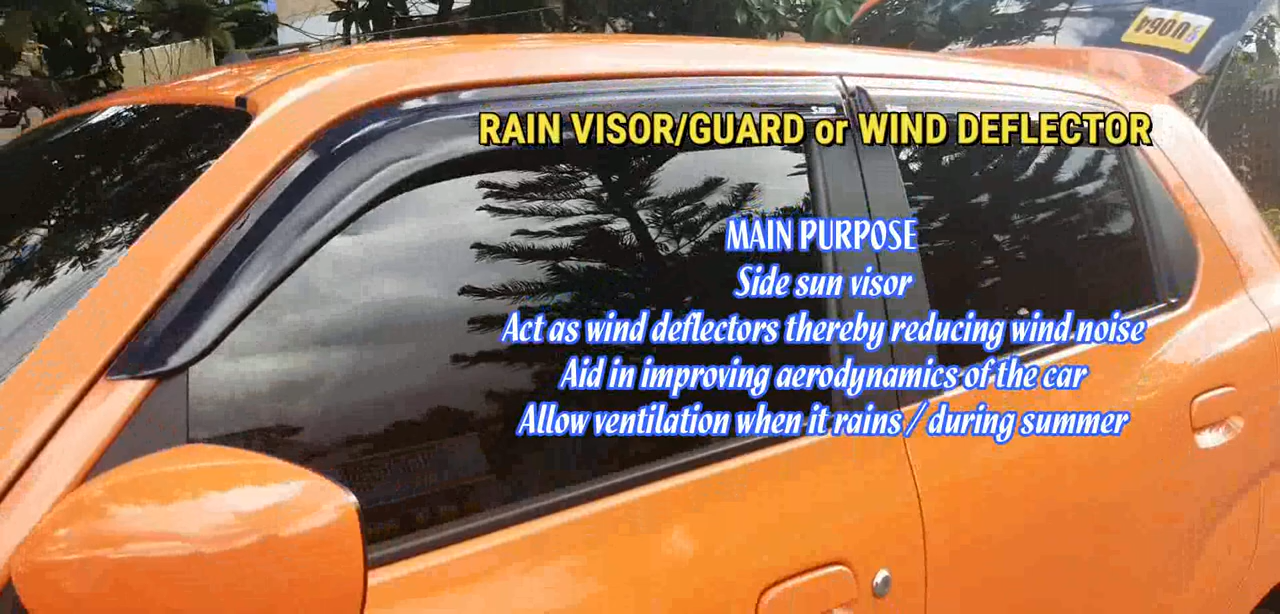 RAIN VISOR/GUARD or WIND DEFLECTOR
MAIN PURPOSE
Side sun visor
Act as wind deflectors thereby reducing wind noise
Aid in improving aerodynamics of the car
Allow ventilation when it rains / during summer